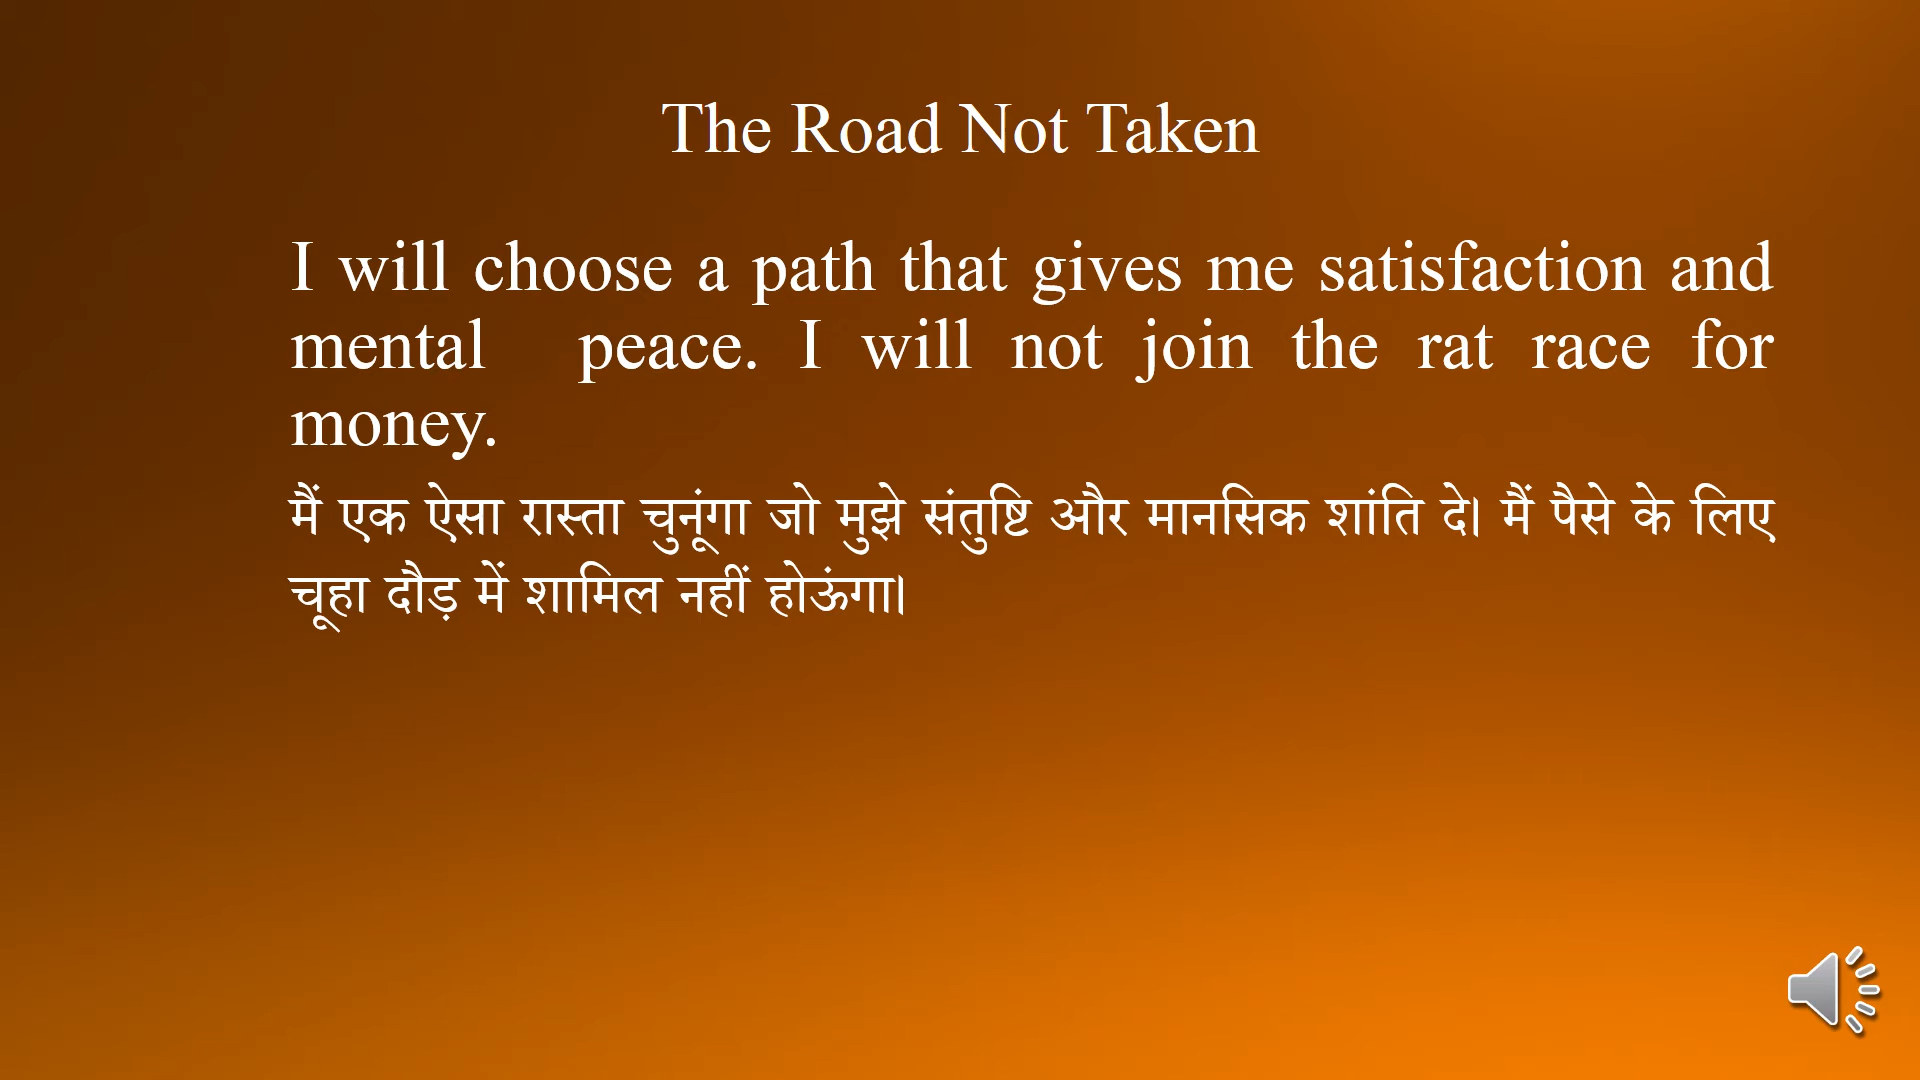 The Road Not Taken
I will choose a path that gives me satisfaction and
mental peace. I will not join the rat race for
money.
मैं एक ऐसा रास्ता चुनूंगा जो मुझे संतुष्टि और मानसिक शांति दे। मैं पैसे के लिए
चूहा दौड़ में शामिल नहीं होऊंगा।